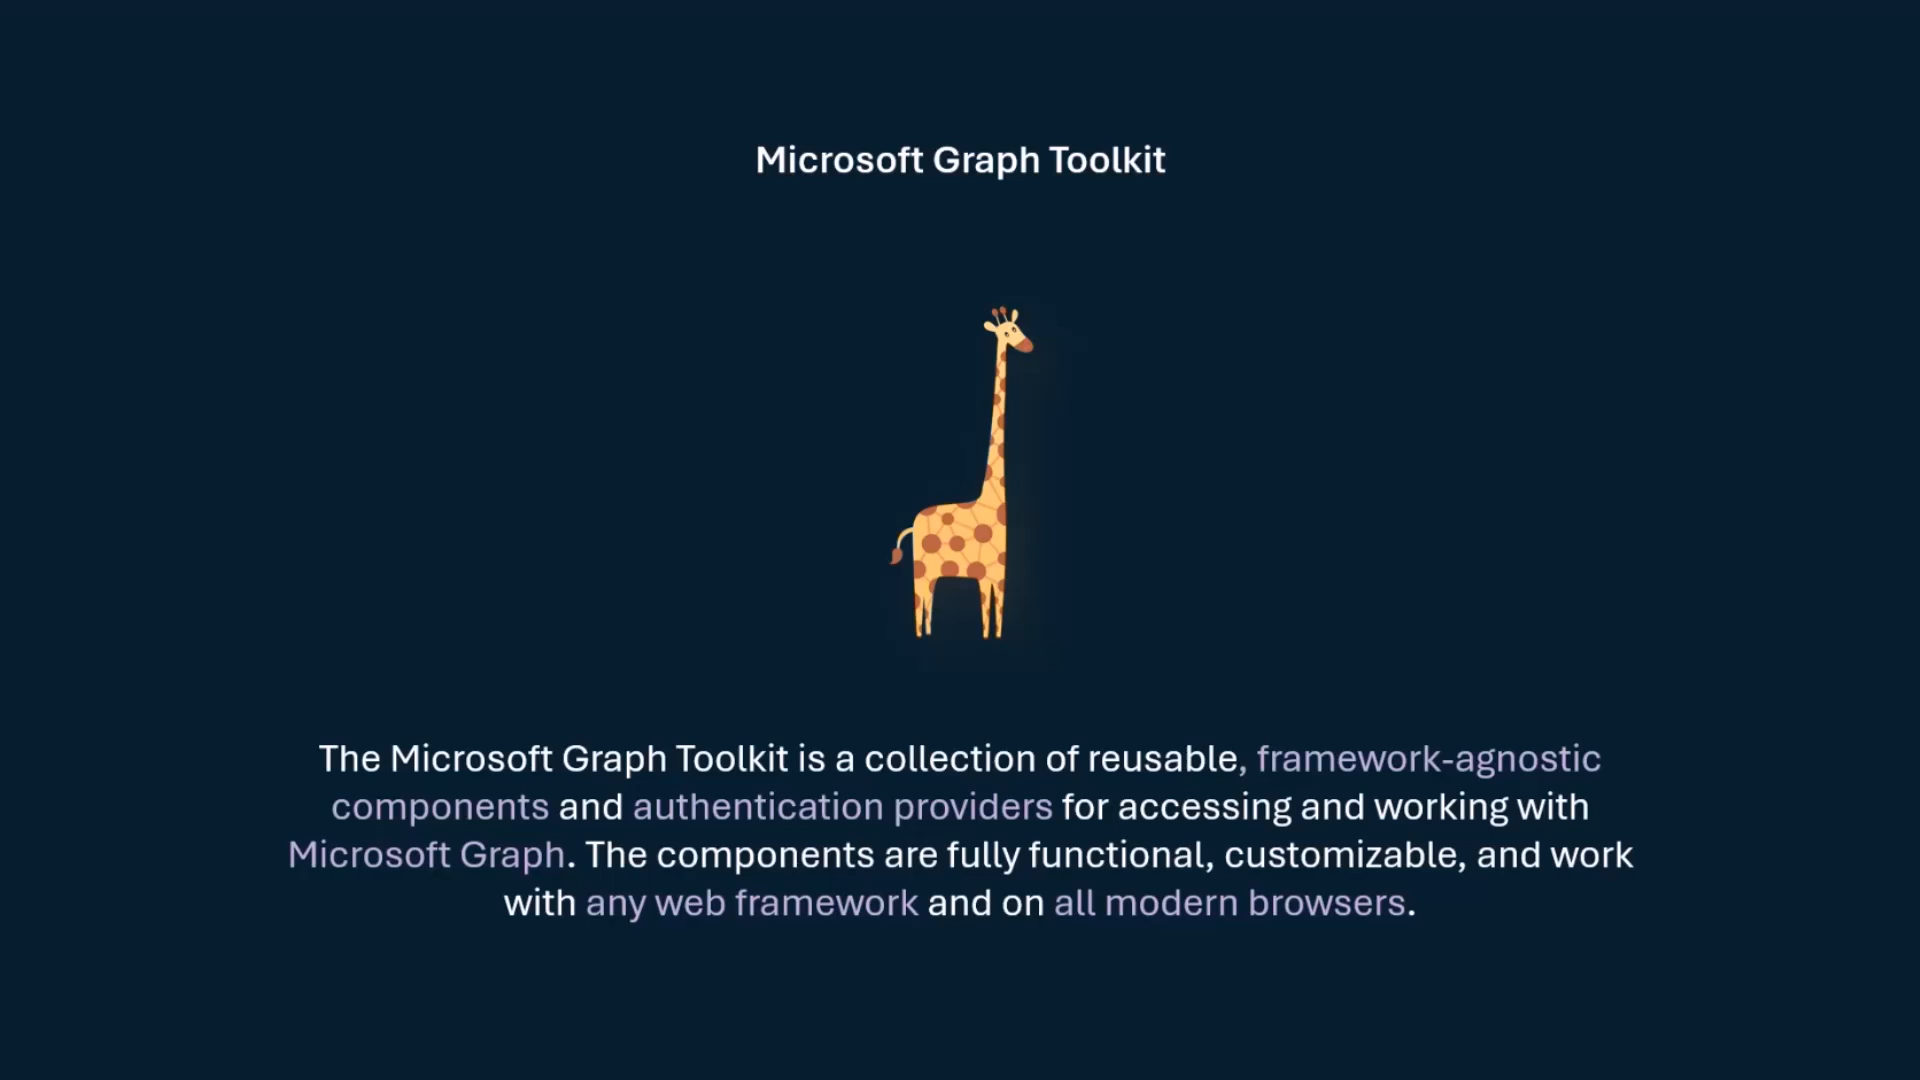 Microsoft Graph Toolkit
The Microsoft Graph Toolkit is a collection of reusable, framework-agnostic
components and authentication providers for accessing and working with
Microsoft Graph. The components are fully functional, customizable, and work
with any web framework and on all modern browsers.